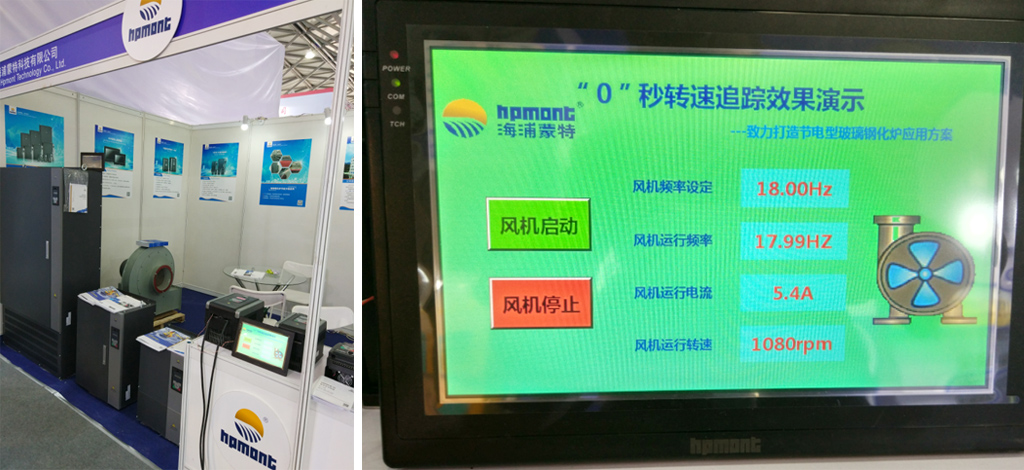 hpmont
海浦蒙特科技有限公司
Hpmont Technology Co., Ltd.
hpmont
POWER
COM
TCH
“0”秒转速追踪效果演示
hpmont®
海浦蒙特
---致力打造节电型玻璃钢化炉应用方案
风机频率设定
18.00Hz
风机启动
风机运行频率
17.99HZ
风机运行电流
5.4A
风机停止
风机运行转速
1080rpm
hpmont